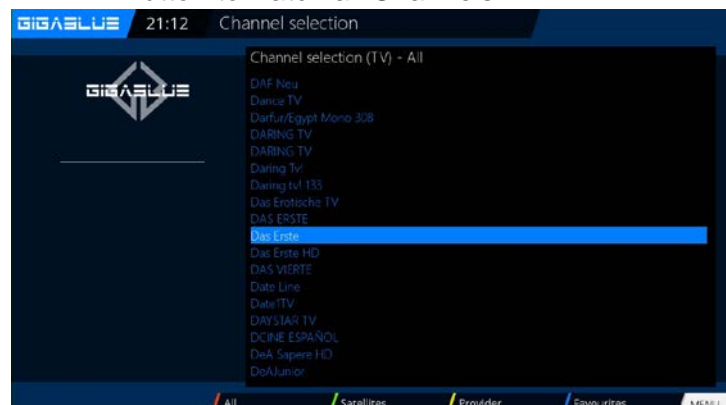 GIGABLUE 21:12 Channel selection
Channel selection (TV) - All
GIGABLUE
DAF Neu
Dance TV
Darfur/Egypt Mono 308
DARING TV
DARING TV
Daring Tv!
Daring tv! 133
Das Erotische TV
DAS ERSTE
Das Erste
Das Erste HD
DAS VIERTE
Date Line
Date!TV
DAYSTAR TV
DCINE ESPAÑOL
DeA Sapere HD
DeAJunior
All Satellites Provider Favourites MENU